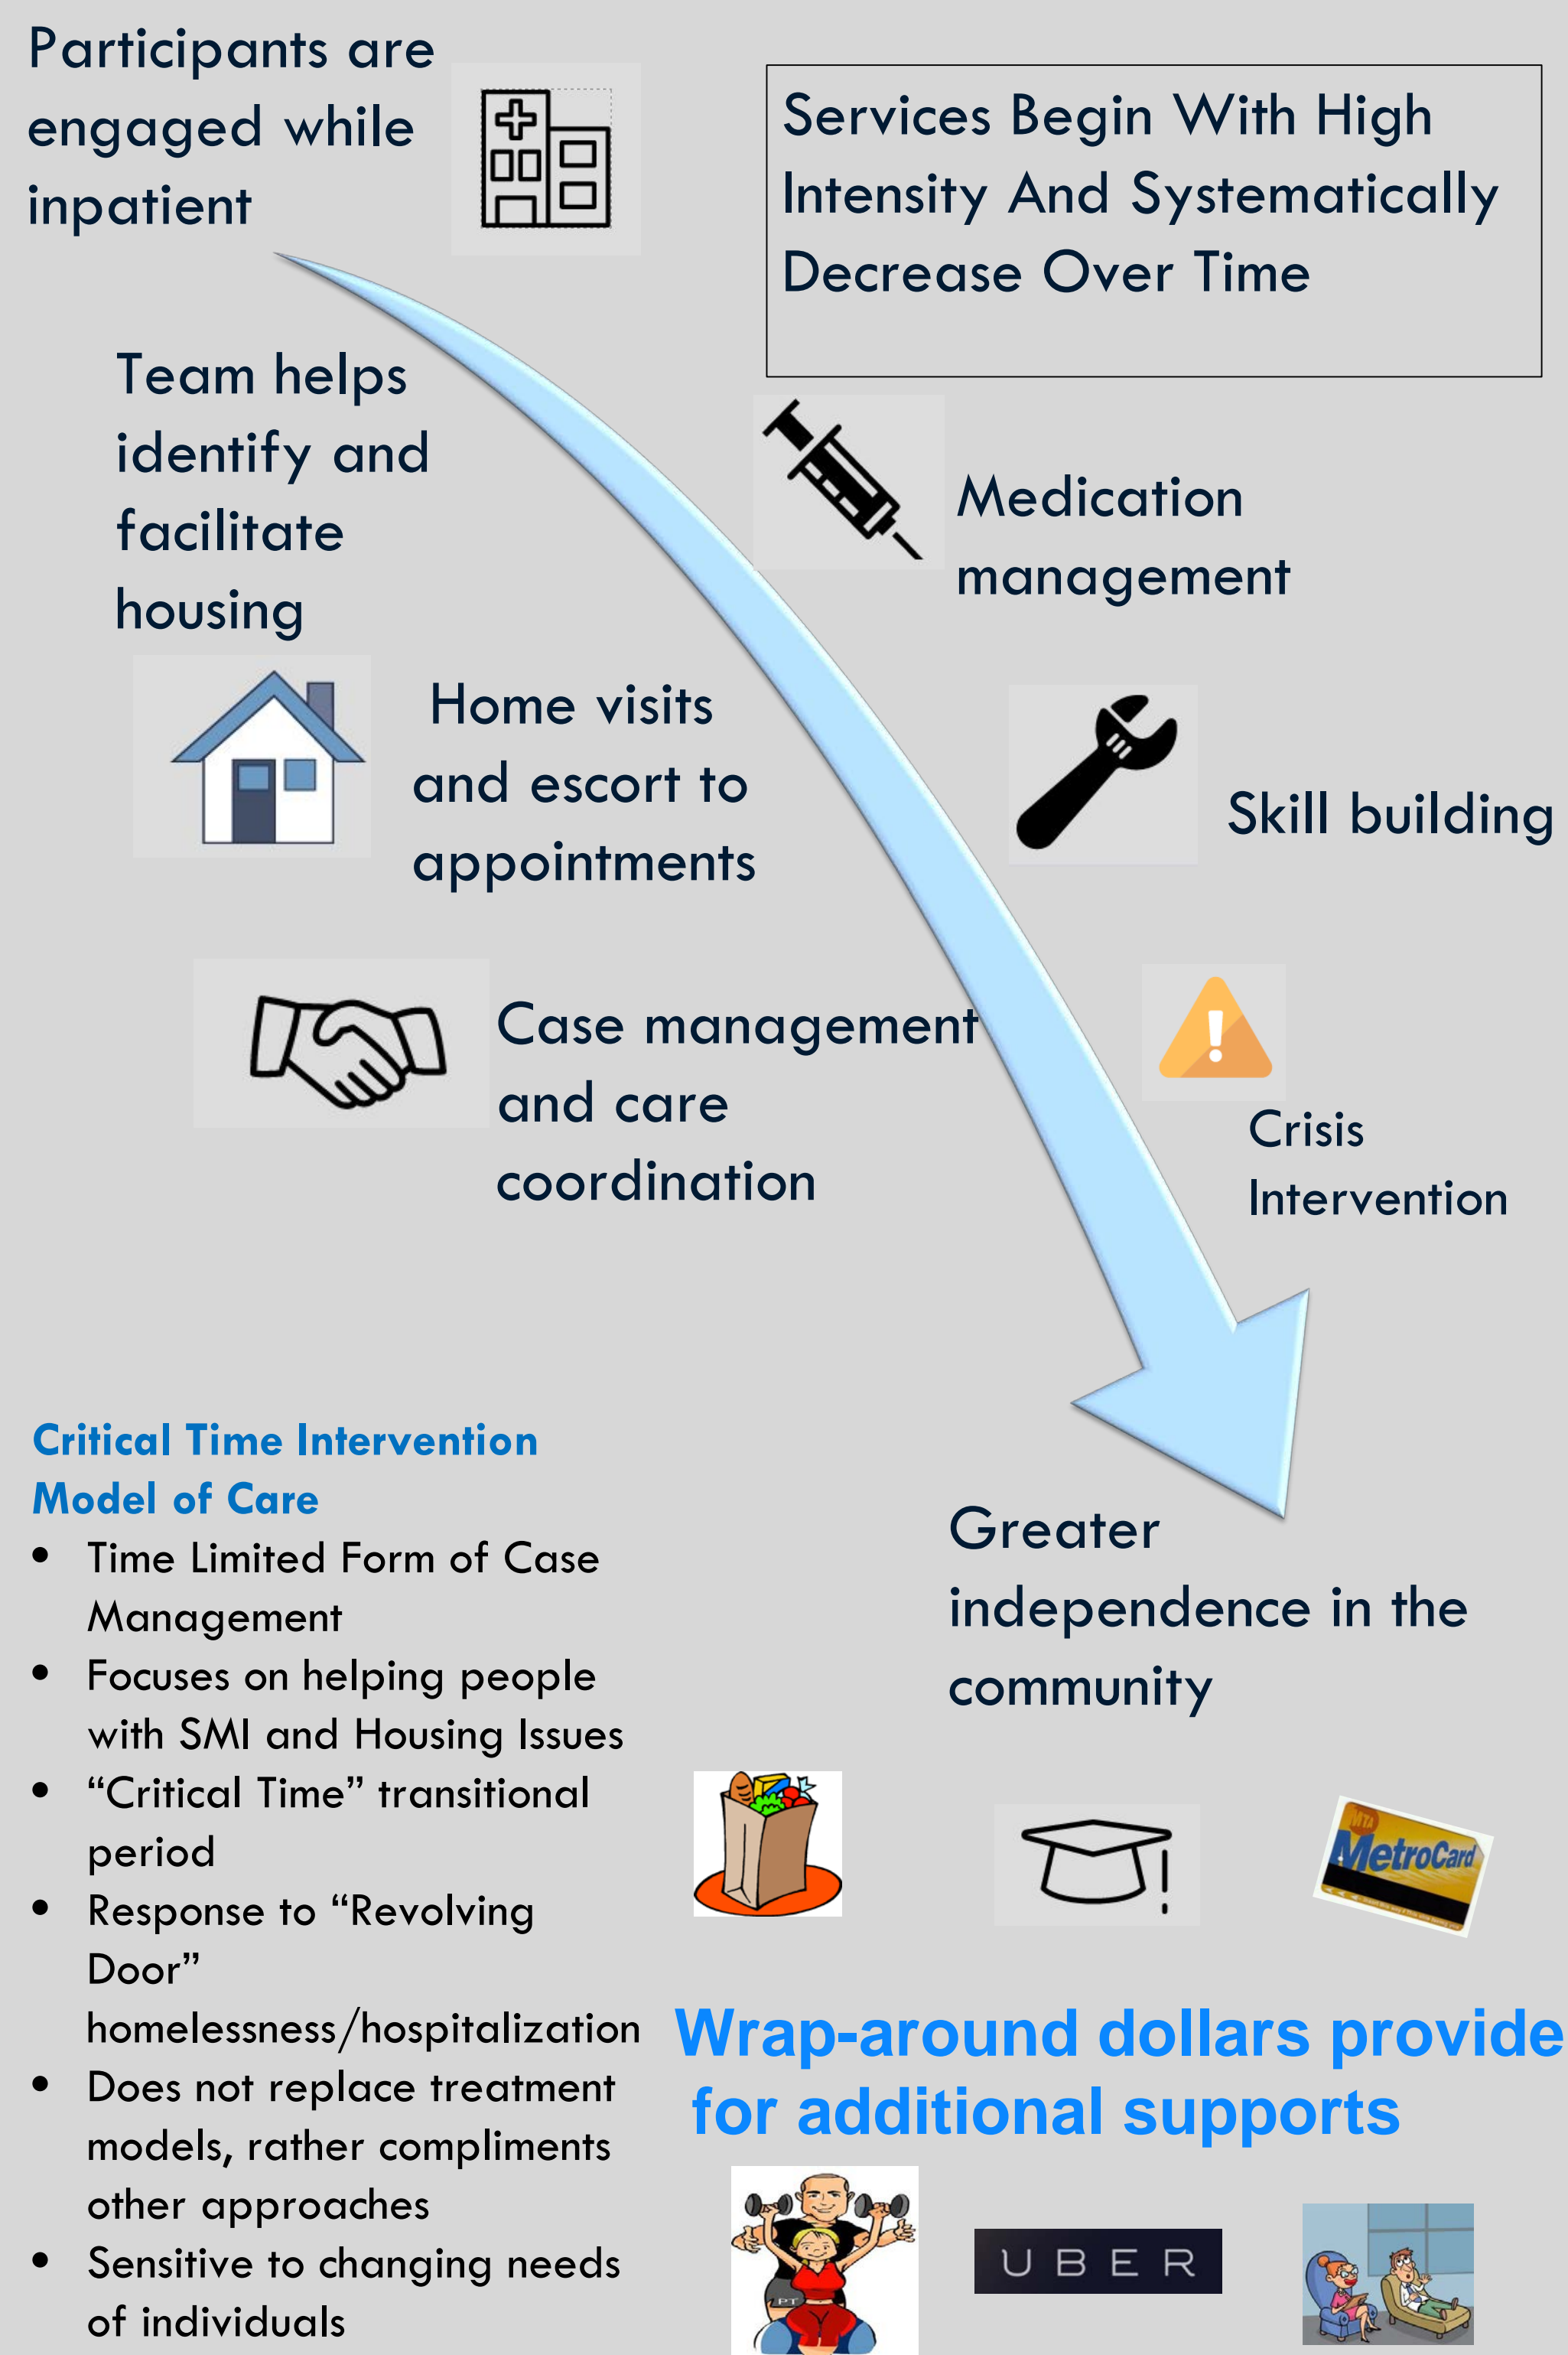 Participants are
engaged while
inpatient
Services Begin With High
Intensity And Systematically
Decrease Over Time
Team helps
identify and
facilitate
housing
Medication
management
Home visits
and escort to
appointments
Skill building
Case management
and care
coordination
Crisis
Intervention
Greater
independence in the
community
Critical Time Intervention
Model of Care
• Time Limited Form of Case
Management
• Focuses on helping people
with SMI and Housing Issues
• “Critical Time” transitional
period
• Response to “Revolving
Door”
homelessness/hospitalization
• Does not replace treatment
models, rather compliments
other approaches
• Sensitive to changing needs
of individuals
MTA
MetroCard
Wrap-around dollars provide
for additional supports
PT
UBER